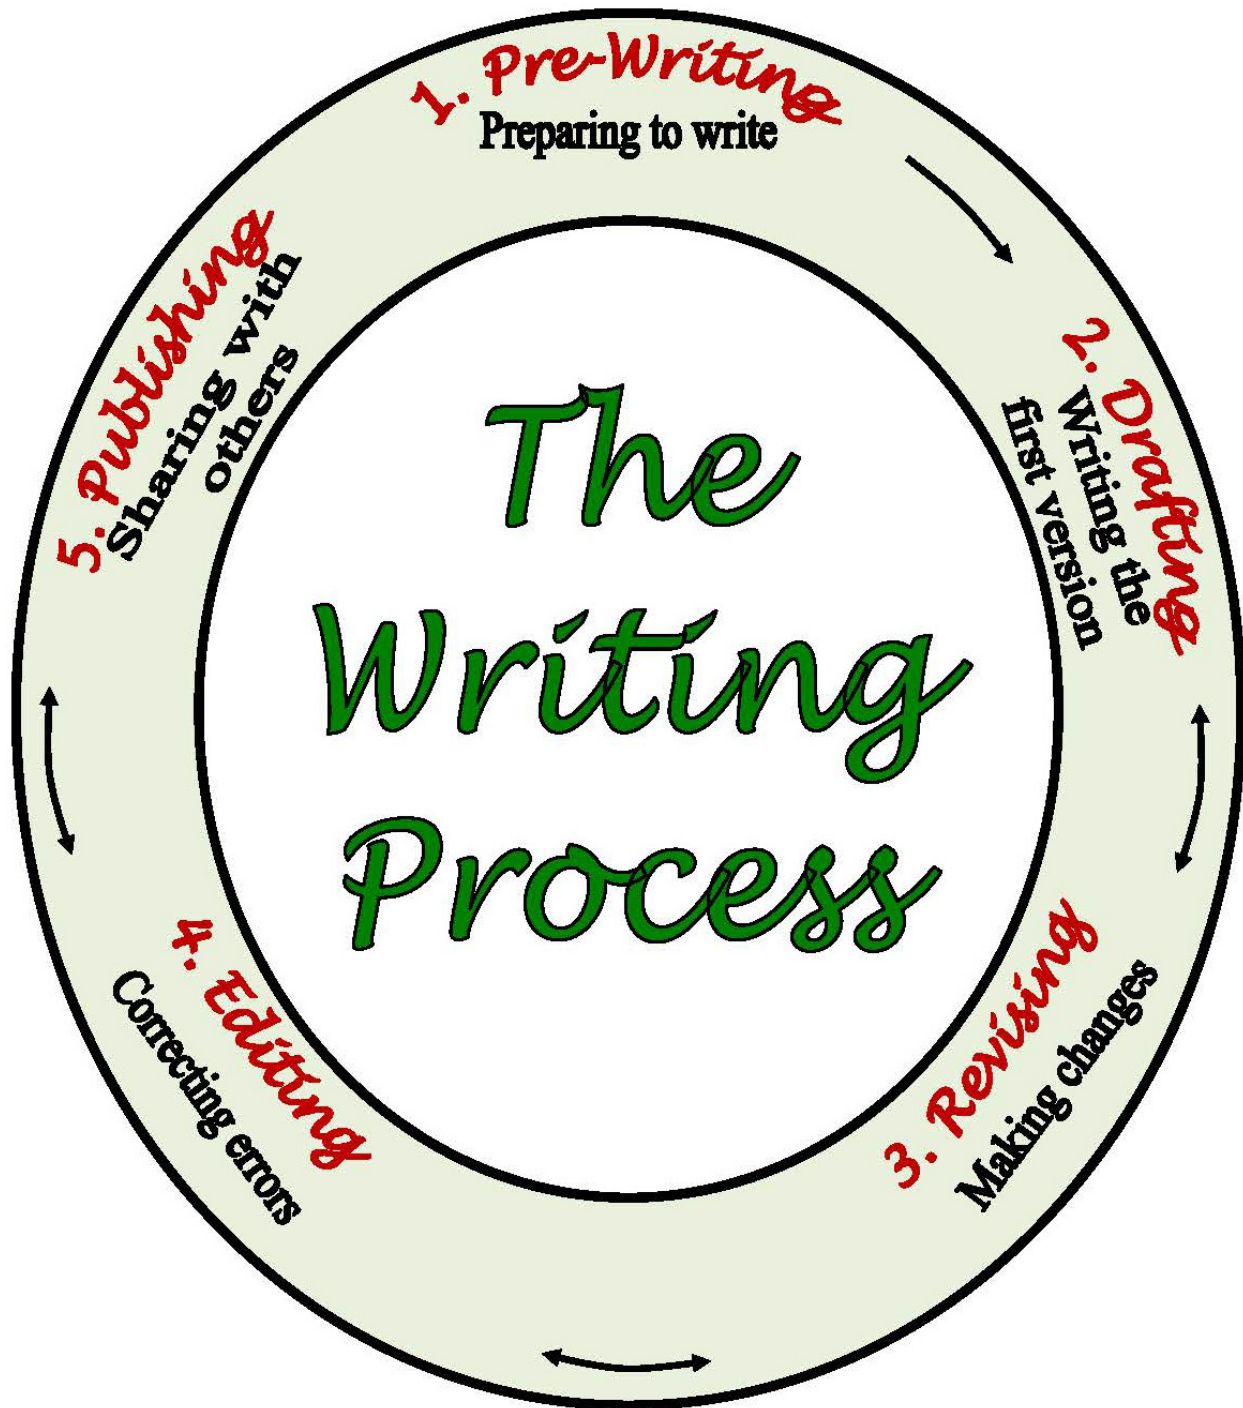 1. Pre-Writing
Preparing to write
2. Drafting
Writing the
first version
3. Revising
Making changes
4. Editing
Correcting errors
5. Publishing
Sharing with
others
The
Writing
Process